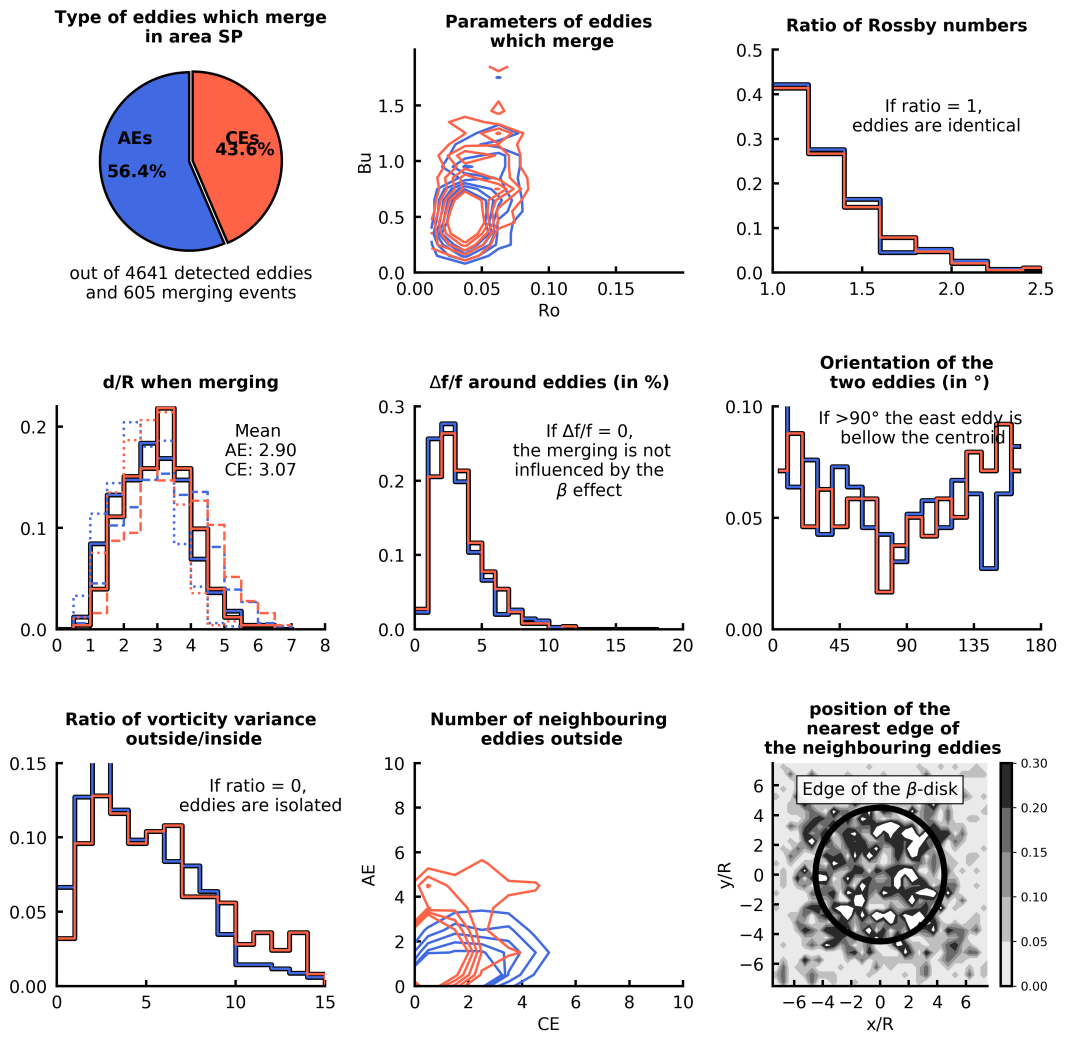 Type of eddies which merge
in area SP
AEs
56.4%
CEs
43.6%
out of 4641 detected eddies
and 605 merging events
Parameters of eddies
which merge
Bu
1.5
1.0
0.5
0.0
0.00 0.05 0.10 0.15
Ro
Ratio of Rossby numbers
0.5
0.4
0.3
0.2
0.1
0.0
If ratio = 1,
eddies are identical
1.0 1.5 2.0 2.5
d/R when merging
0.2
0.1
0.0
Mean
AE: 2.90
CE: 3.07
0 1 2 3 4 5 6 7 8
Δf/f around eddies (in %)
0.3
0.2
0.1
0.0
If Δf/f = 0,
the merging is not
influenced by the
β effect
0 5 10 15 20
Orientation of the
two eddies (in °)
0.10
0.05
0.00
If >90° the east eddy is
bellow the centroid
0 45 90 135 180
Ratio of vorticity variance
outside/inside
0.15
0.10
0.05
0.00
If ratio = 0,
eddies are isolated
0 5 10 15
Number of neighbouring
eddies outside
AE
10
8
6
4
2
0
0 2 4 6 8 10
CE
position of the
nearest edge of
the neighbouring eddies
Edge of the β-disk
y/R
6
4
2
0
−2
−4
−6
−6 −4 −2 0 2 4 6
x/R
0.30
0.20
0.15
0.10
0.05
0.00